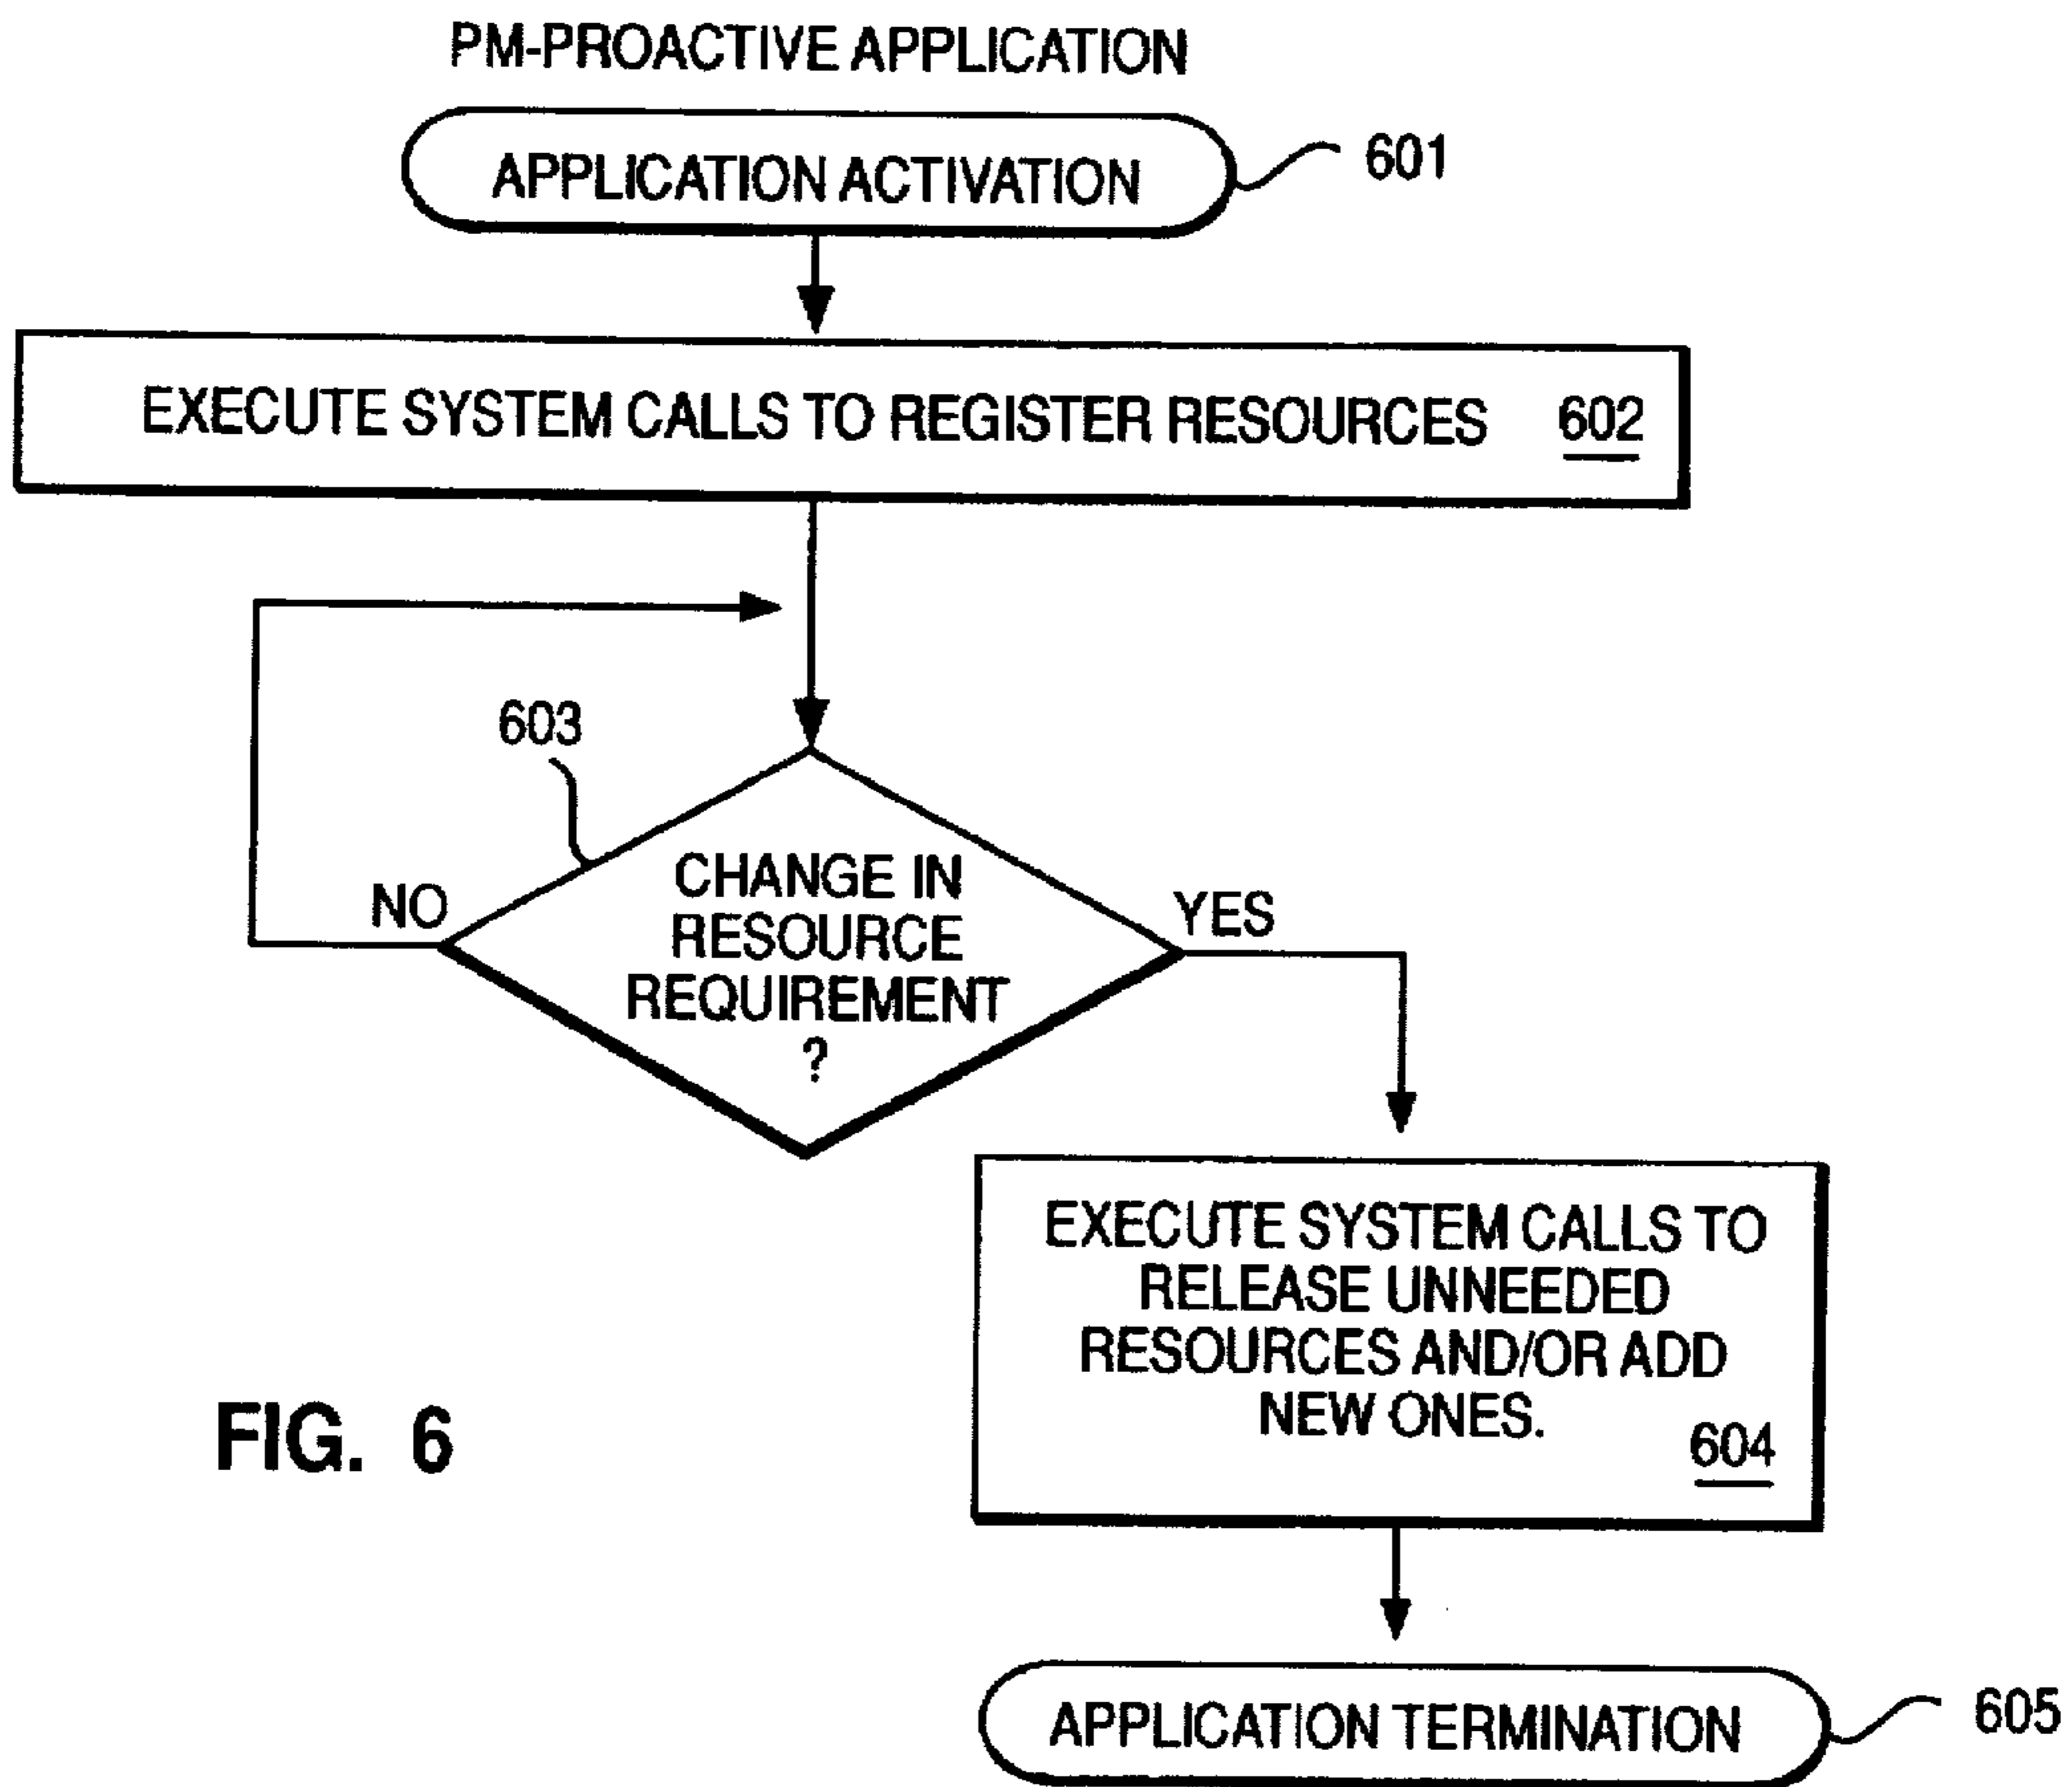 PM-PROACTIVE APPLICATION
APPLICATION ACTIVATION
601
EXECUTE SYSTEM CALLS TO REGISTER RESOURCES 602
603
NO
CHANGE IN
RESOURCE
REQUIREMENT
?
YES
EXECUTE SYSTEM CALLS TO
RELEASE UNNEEDED
RESOURCES AND/OR ADD
NEW ONES.
604
FIG. 6
APPLICATION TERMINATION
605